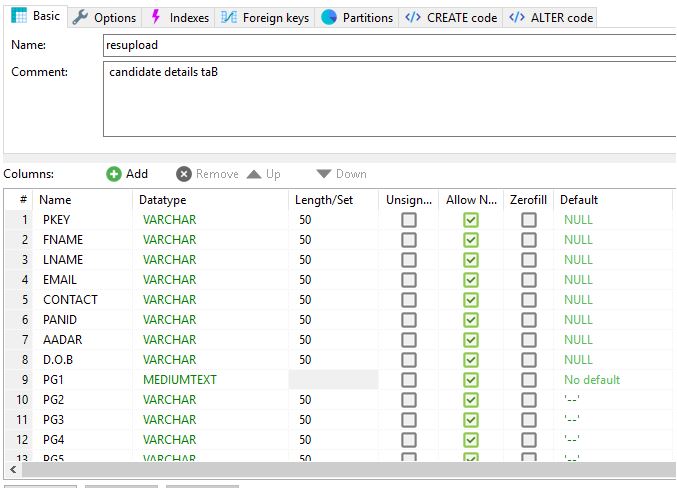 Basic Options Indexes Foreign keys Partitions </> CREATE code </> ALTER code
Name: resupload
Comment: candidate details taB
Columns: Add Remove Up Down
# Name Datatype Length/Set Unsign... Allow N... Zerofill Default
1 PKEY VARCHAR 50 NULL
2 FNAME VARCHAR 50 NULL
3 LNAME VARCHAR 50 NULL
4 EMAIL VARCHAR 50 NULL
5 CONTACT VARCHAR 50 NULL
6 PANID VARCHAR 50 NULL
7 AADAR VARCHAR 50 NULL
8 D.O.B VARCHAR 50 NULL
9 PG1 MEDIUMTEXT No default
10 PG2 VARCHAR 50 '--'
11 PG3 VARCHAR 50 '--'
12 PG4 VARCHAR 50 '--'
13 PG5 VARCHAR 50 '--'